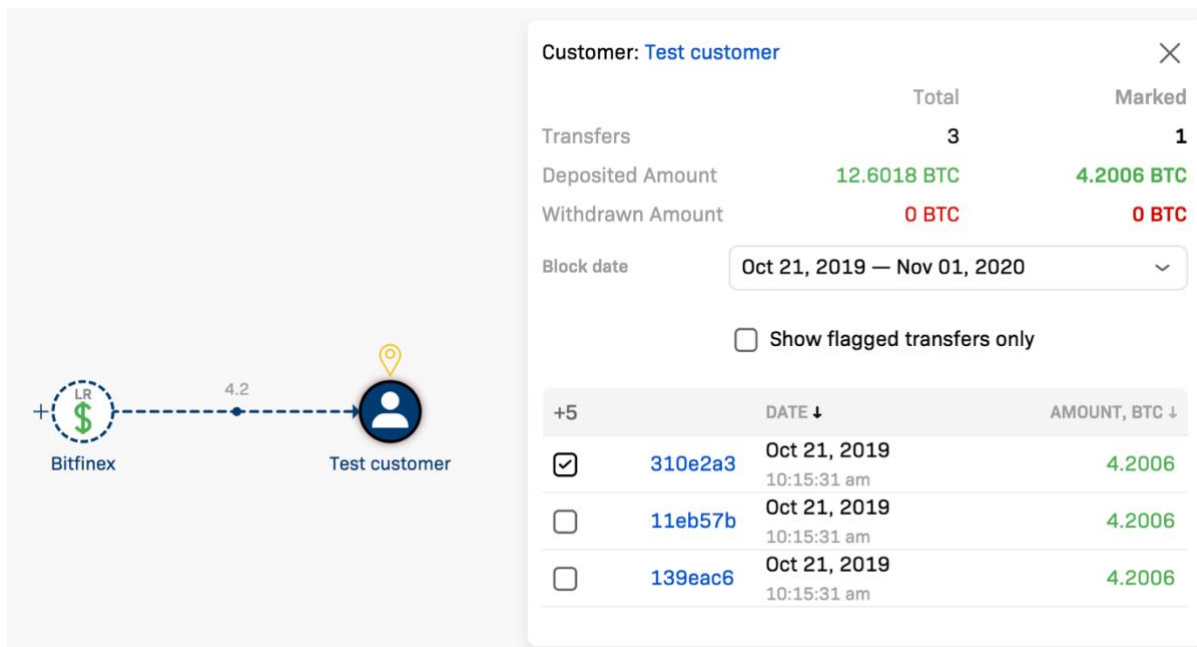 Customer: Test customer
Total Marked
Transfers 3 1
Deposited Amount 12.6018 BTC 4.2006 BTC
Withdrawn Amount 0 BTC 0 BTC
Block date Oct 21, 2019 — Nov 01, 2020
Show flagged transfers only
+5 DATE ↓ AMOUNT, BTC ↓
310e2a3 Oct 21, 2019 4.2006
10:15:31 am
11eb57b Oct 21, 2019 4.2006
10:15:31 am
139eac6 Oct 21, 2019 4.2006
10:15:31 am
LR
$
+
4.2
Bitfinex
Test customer